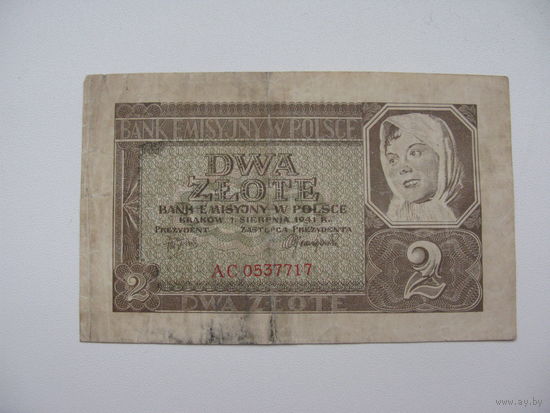 BANK EMISYJNY W POLSCE
DWA
ZŁOTE
BANK EMISYJNY W POLSCE
KRAKÓW 1. SIERPNIA 1941 R.
PREZYDENT ZASTĘPCA PREZYDENTA
AC 0537717
2
2
DWA ZŁOTE
www.ay.by